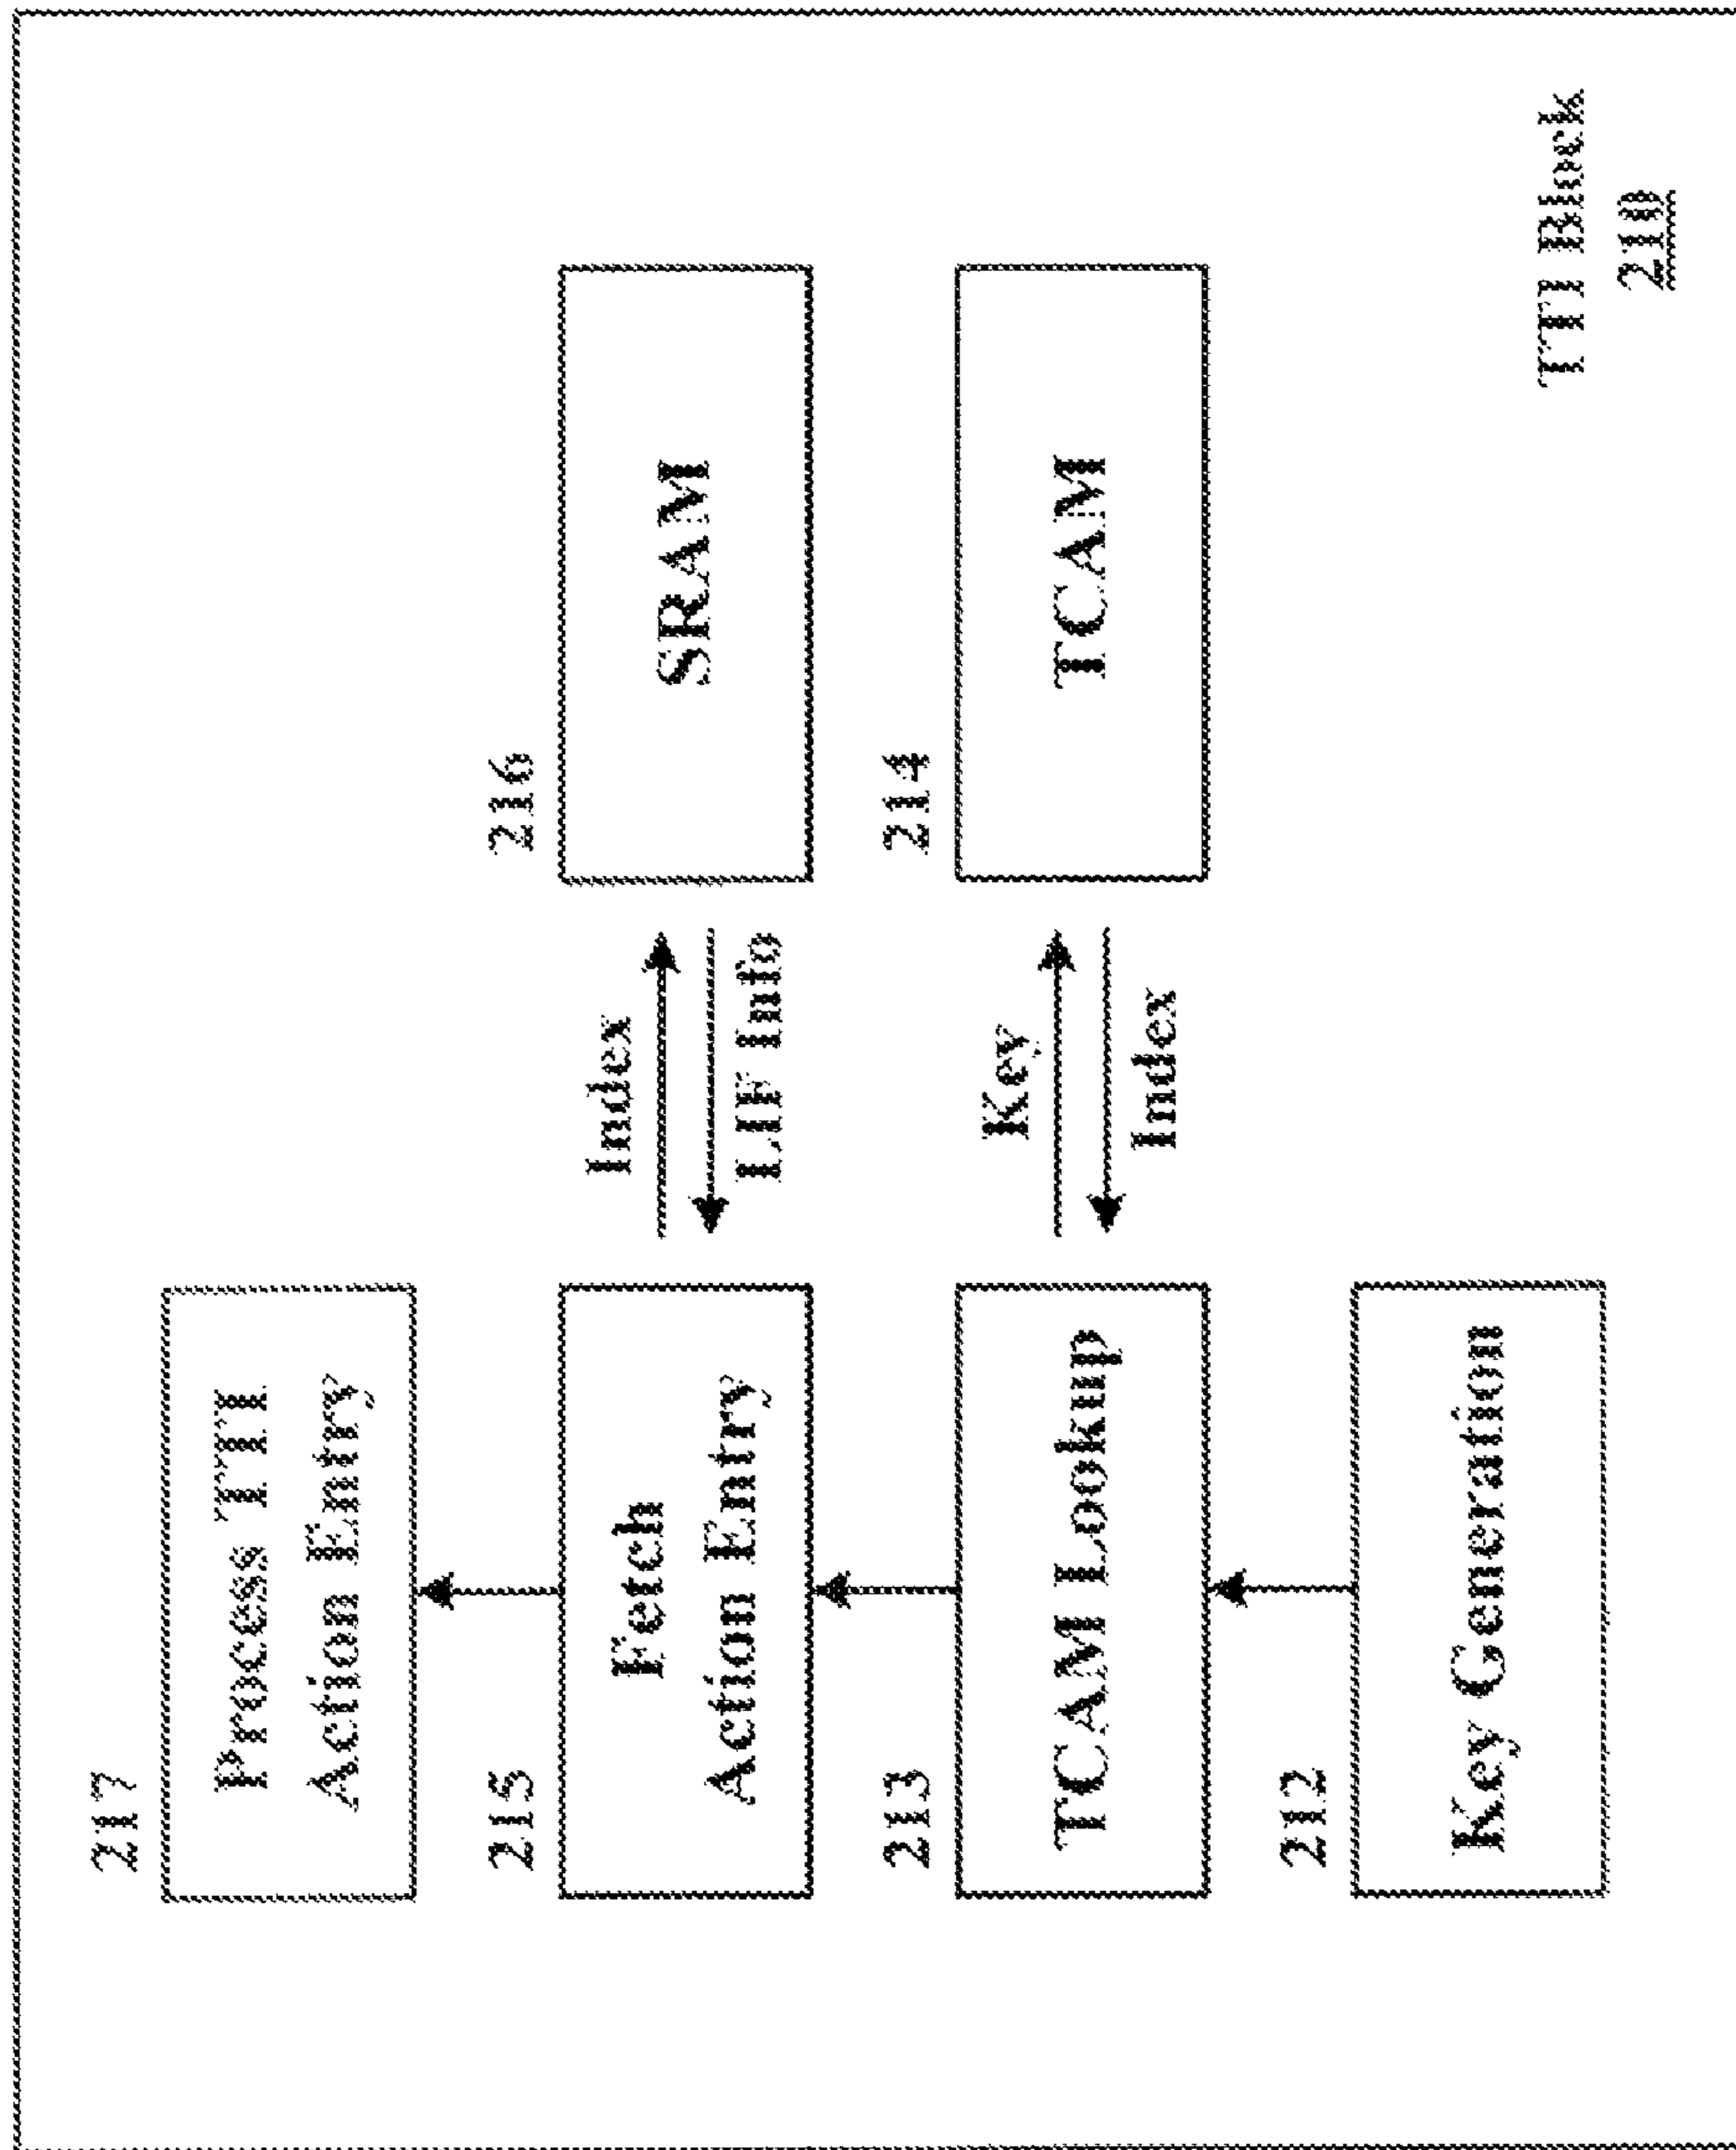 217
Process TTI
Action Entry
215
Fetch
Action Entry
Index
LIF Info
216
SRAM
213
TCAM Lookup
Key
Index
214
TCAM
212
Key Generation
TTI Block
210